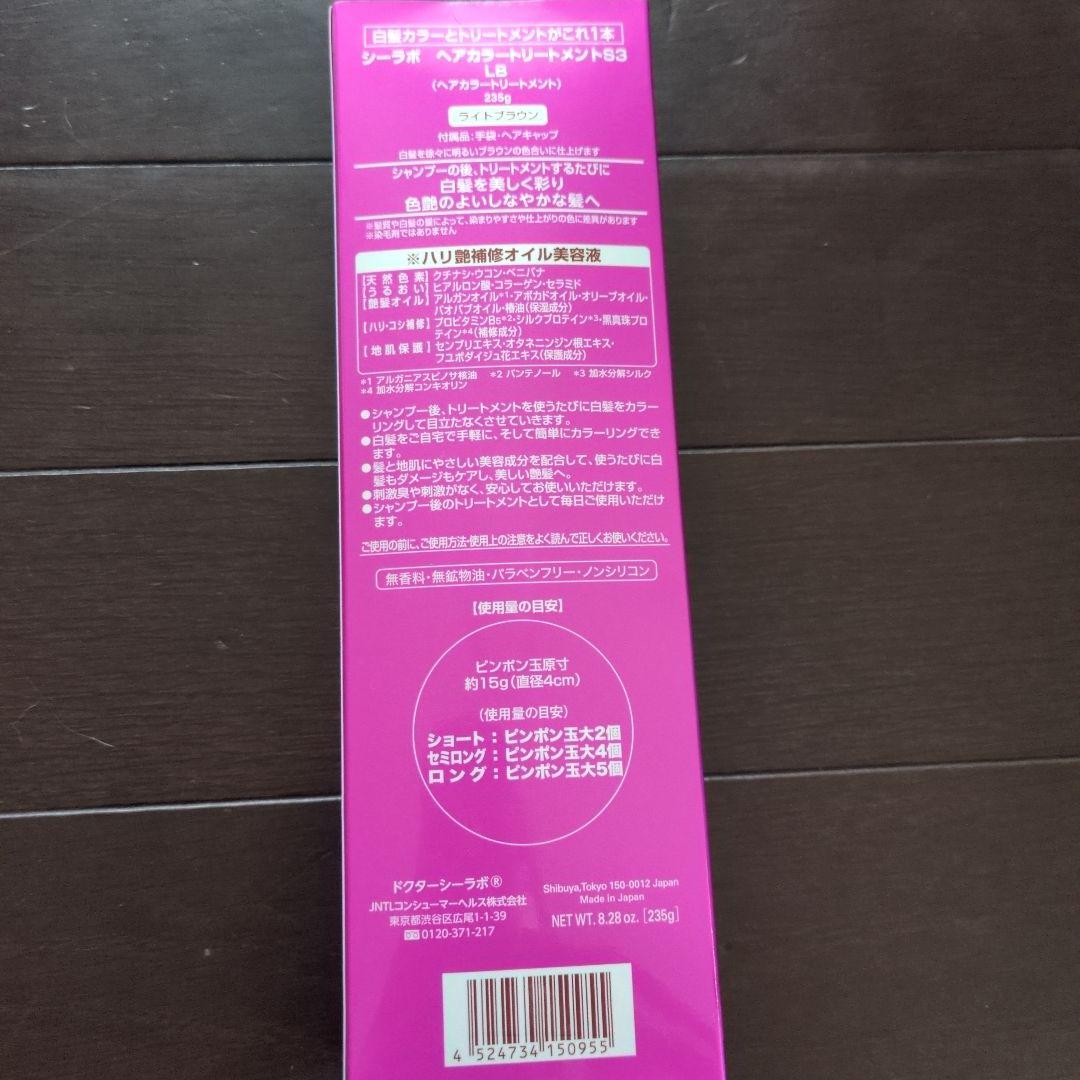 白髪カラーとトリートメントがこれ1本
シーラボ ヘアカラートリートメントS3
LB
(ヘアカラートリートメント)
235g
ライトブラウン
付属品:手袋・ヘアキャップ
白髪を徐々に明るいブラウンの色合いに仕上げます
シャンプーの後、トリートメントするたびに
白髪を美しく彩り
色艶のよいしなやかな髪へ
※髪質や白髪の量によって、染まりやすさや仕上がりの色に差異があります
※染毛剤ではありません
※ハリ艶補修オイル美容液
【天然色素】クチナシ・ウコン・ベニバナ
【うるおい】ヒアルロン酸・コラーゲン・セラミド
【艶髪オイル】アルガンオイル*1・アボカドオイル・オリーブオイル・
バオバブオイル・椿油(保湿成分)
【ハリ・コシ補修】プロビタミンB5*2・シルクプロテイン*3・黒真珠プロ
テイン*4(補修成分)
【地肌保護】センブリエキス・オタネニンジン根エキス・
フユボダイジュ花エキス(保護成分)
*1 アルガニアスピノサ核油 *2 パンテノール *3 加水分解シルク
*4 加水分解コンキオリン
●シャンプー後、トリートメントを使うたびに白髪をカラー
リングして目立たなくさせていきます。
●白髪をご自宅で手軽に、そして簡単にカラーリングでき
ます。
●髪と地肌にやさしい美容成分を配合して、使うたびに白
髪もダメージもケアし、美しい艶髪へ。
●刺激臭や刺激がなく、安心してお使いいただけます。
●シャンプー後のトリートメントとして毎日ご使用いただけ
ます。
ご使用の前に、ご使用方法・使用上の注意をよく読んで正しくお使いください。
無香料・無鉱物油・パラベンフリー・ノンシリコン
【使用量の目安】
ピンポン玉原寸
約15g(直径4cm)
(使用量の目安)
ショート:ピンポン玉大2個
セミロング:ピンポン玉大4個
ロング:ピンポン玉大5個
ドクターシーラボ®
JNTLコンシューマーヘルス株式会社
東京都渋谷区広尾1-1-39
0120-371-217
Shibuya,Tokyo 150-0012 Japan
Made in Japan
NET WT. 8.28 oz. [235g]
4 524734 150955